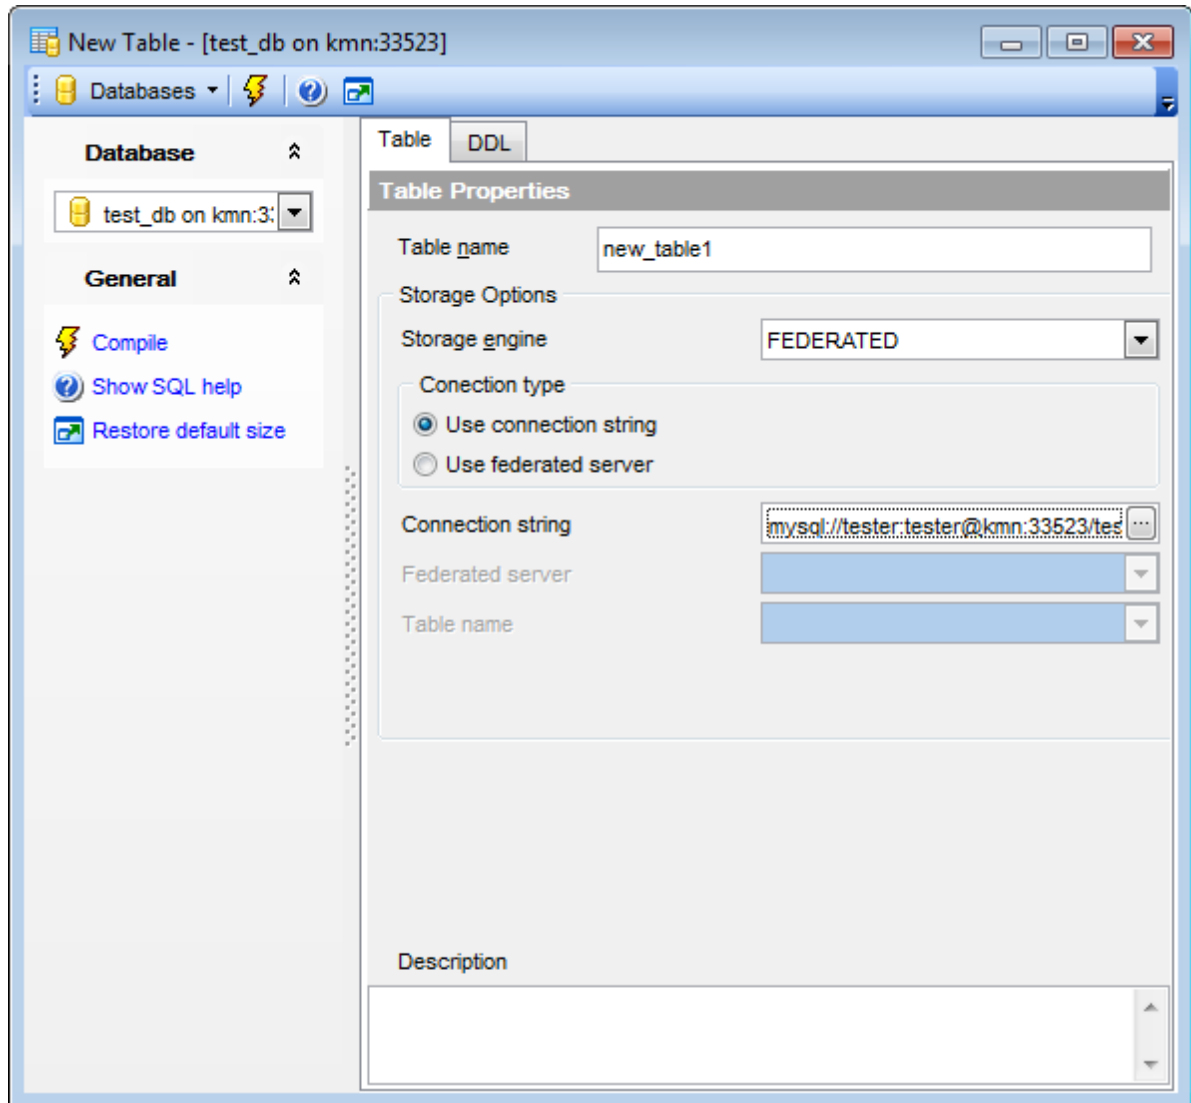 New Table - [test_db on kmn:33523]
Databases
Database
test_db on kmn:3
General
Compile
Show SQL help
Restore default size
Table DDL
Table Properties
Table name new_table1
Storage Options
Storage engine FEDERATED
Conection type
Use connection string
Use federated server
Connection string mysql://tester:tester@kmn:33523/tes ...
Federated server
Table name
Description